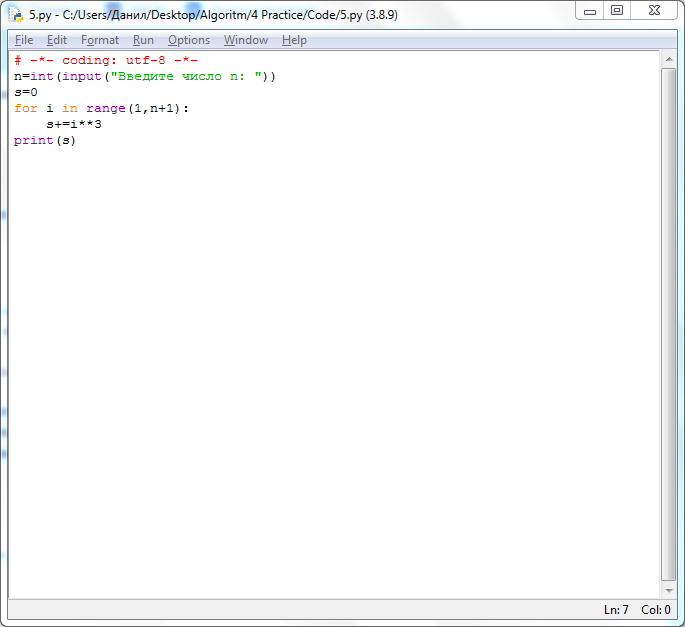 5.py - C:/Users/Данил/Desktop/Algoritm/4 Practice/Code/5.py (3.8.9)
File Edit Format Run Options Window Help
# -*- coding: utf-8 -*-
n=int(input("Введите число n: "))
s=0
for i in range(1,n+1):
    s+=i**3
print(s)
Ln: 7 Col: 0